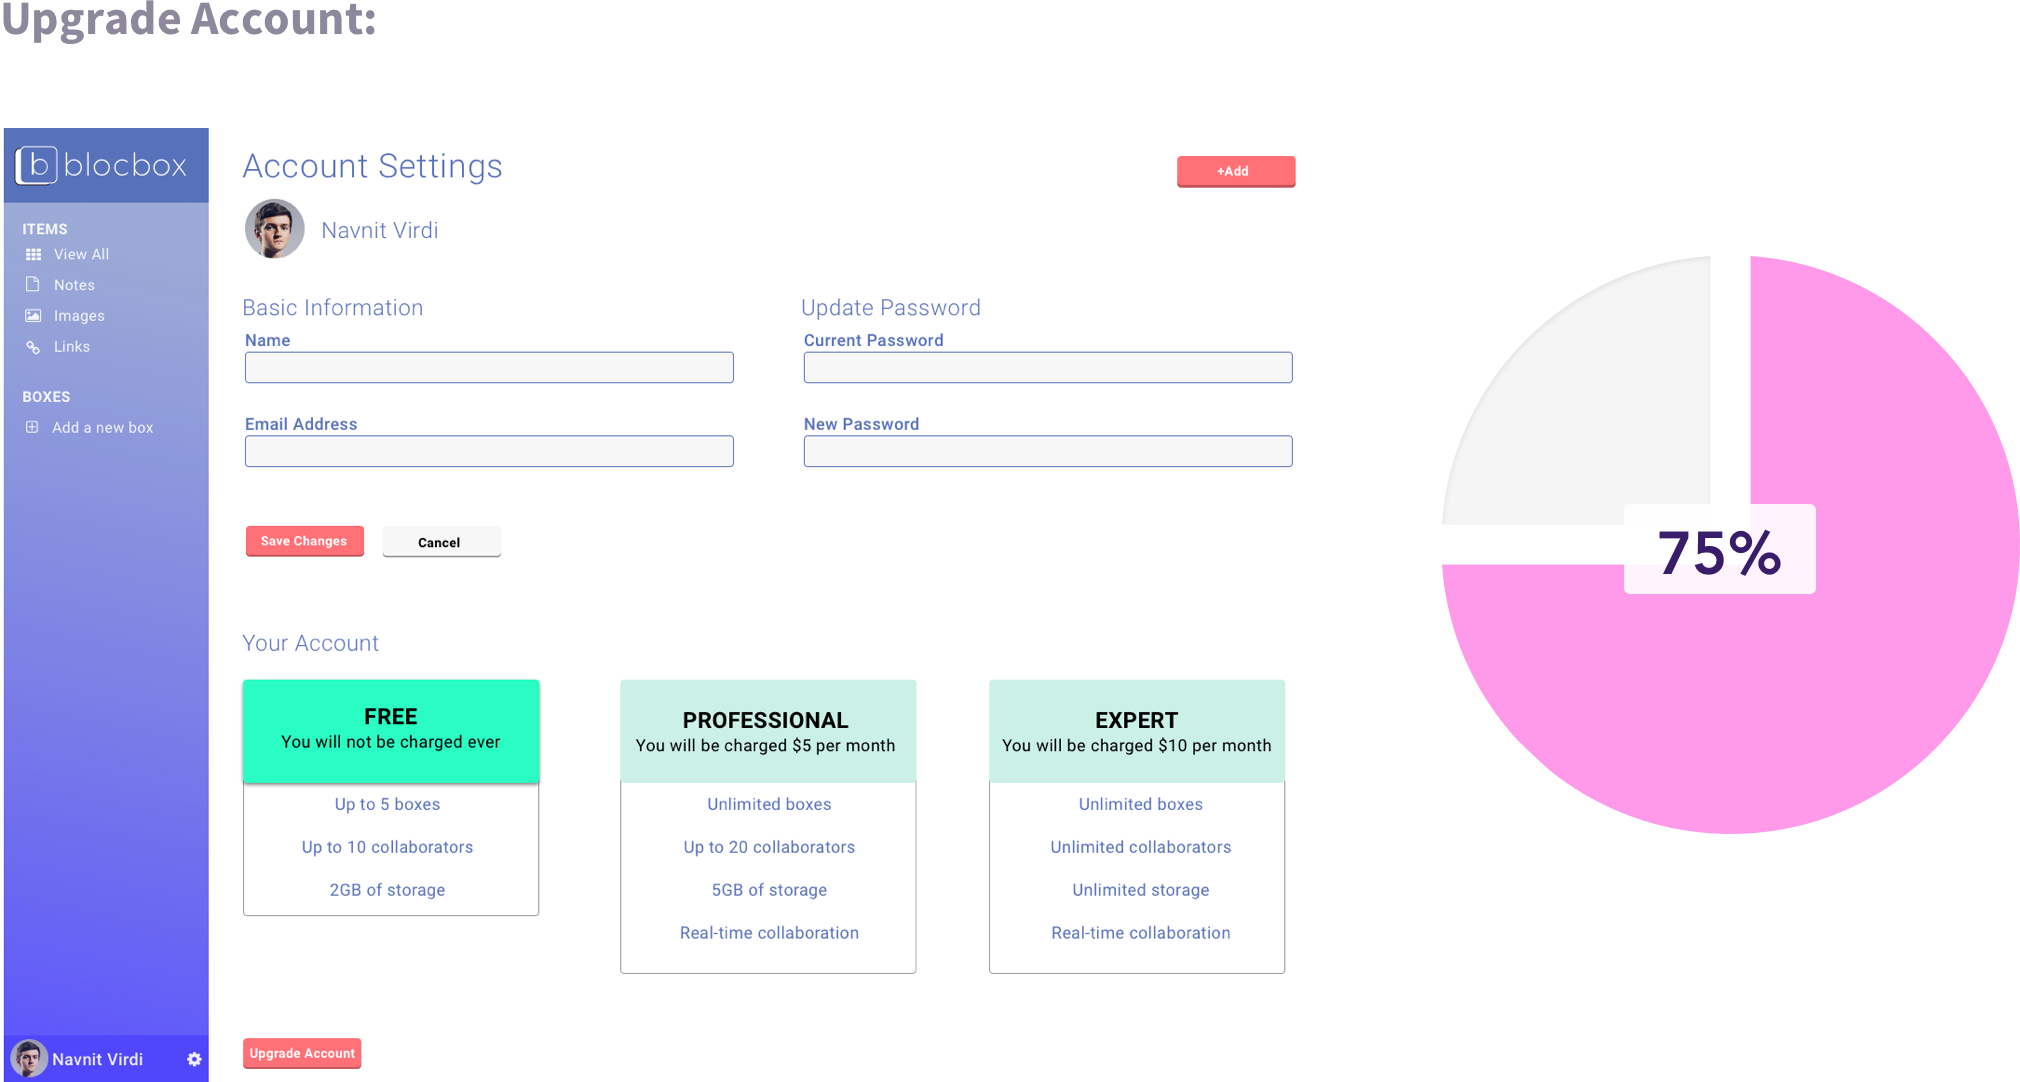 Upgrade Account:
b blocbox
ITEMS
View All
Notes
Images
Links
BOXES
Add a new box
Navnit Virdi
Account Settings
+Add
Navnit Virdi
Basic Information
Name
Email Address
Update Password
Current Password
New Password
Save Changes
Cancel
Your Account
FREE
You will not be charged ever
Up to 5 boxes
Up to 10 collaborators
2GB of storage
PROFESSIONAL
You will be charged $5 per month
Unlimited boxes
Up to 20 collaborators
5GB of storage
Real-time collaboration
EXPERT
You will be charged $10 per month
Unlimited boxes
Unlimited collaborators
Unlimited storage
Real-time collaboration
Upgrade Account
75%